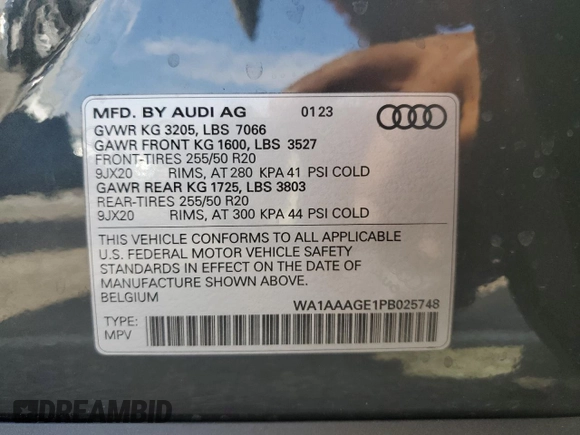 MFD. BY AUDI AG 01 23
GVWR KG 3205, LBS 7066
GAWR FRONT KG 1600, LBS 3527
FRONT-TIRES 255/50 R20
9JX20 RIMS, AT 280 KPA 41 PSI COLD
GAWR REAR KG 1725, LBS 3803
REAR-TIRES 255/50 R20
9JX20 RIMS, AT 300 KPA 44 PSI COLD
THIS VEHICLE CONFORMS TO ALL APPLICABLE
U.S. FEDERAL MOTOR VEHICLE SAFETY
STANDARDS IN EFFECT ON THE DATE OF
MANUFACTURE SHOWN ABOVE.
BELGIUM WA1AAAGE1PB025748
TYPE:
MPV
DREAMBID